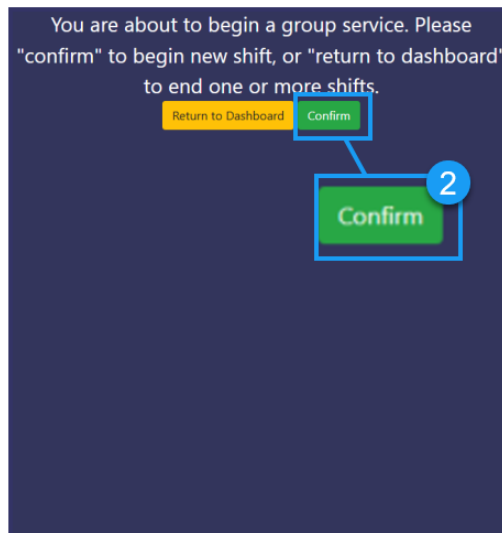 You are about to begin a group service. Please
"confirm" to begin new shift, or "return to dashboard"
to end one or more shifts.
Return to Dashboard Confirm
2
Confirm